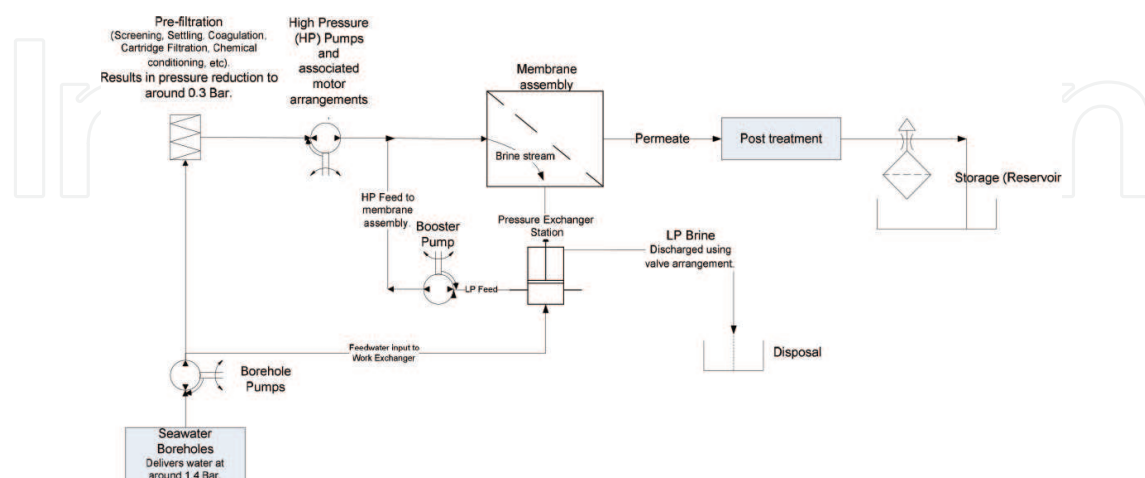 Pre-filtration
(Screening, Settling. Coagulation.
Cartridge Filtration, Chemical
conditioning, etc).
Results in pressure reduction to
around 0.3 Bar.
High Pressure
(HP) Pumps
and
associated
motor
arrangements
Membrane
assembly
Brine stream
Permeate
Post treatment
Storage (Reservoir
HP Feed to
membrane
assembly.
Booster
Pump
Pressure Exchanger
Station
LP Feed
LP Brine
Discharged using
valve arrangement.
Feedwater input to
Work Exchanger
Disposal
Borehole
Pumps
Seawater
Boreholes
Delivers water at
around 1.4 Bar.